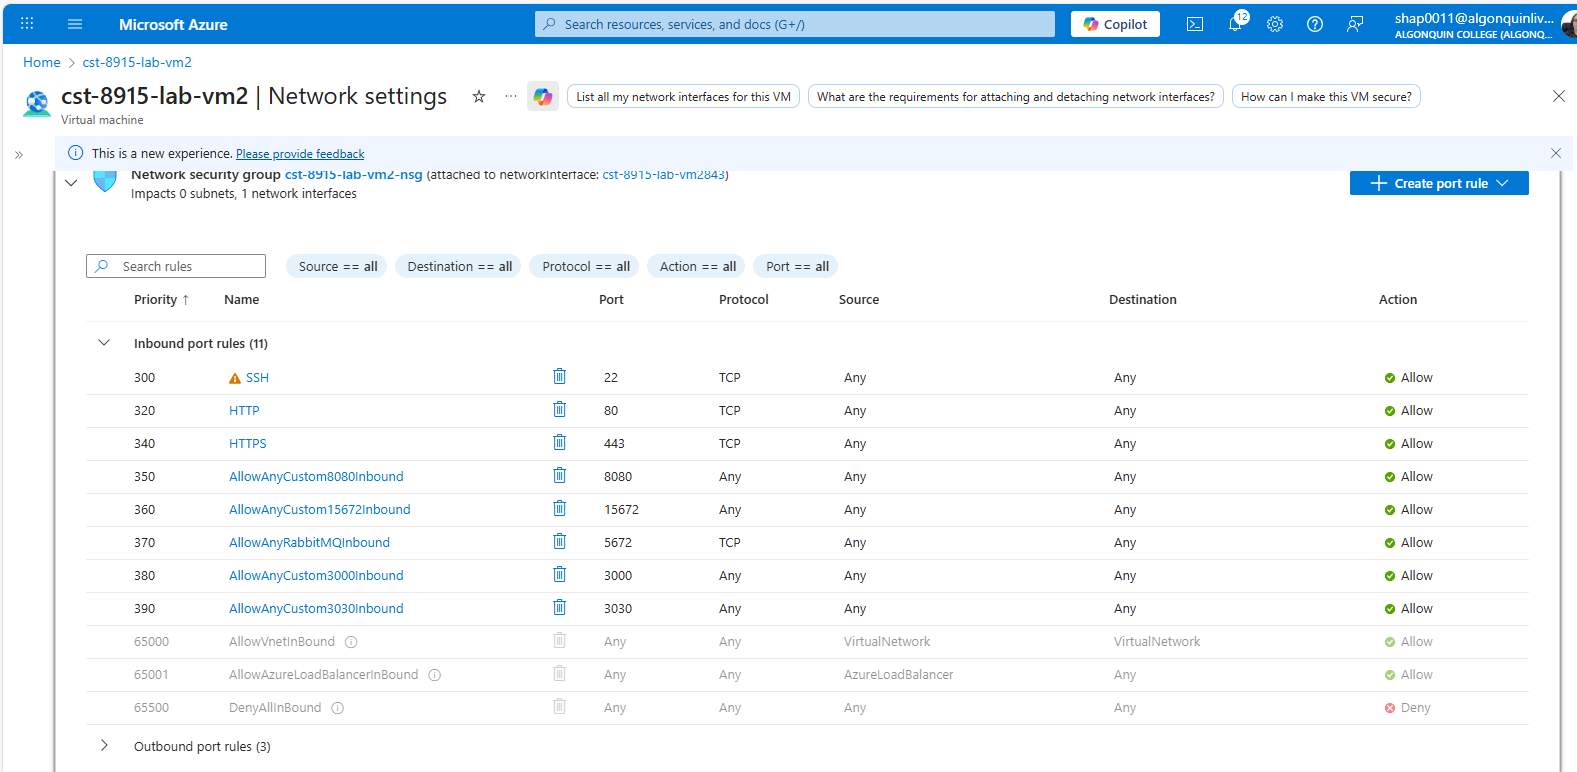 Microsoft Azure
Search resources, services, and docs (G+/)
Copilot
12
shap0011@algonquinliv...
ALGONQUIN COLLEGE (ALGONQ...
Home > cst-8915-lab-vm2
cst-8915-lab-vm2 | Network settings
Virtual machine
List all my network interfaces for this VM
What are the requirements for attaching and detaching network interfaces?
How can I make this VM secure?
This is a new experience. Please provide feedback
Network security group cst-8915-lab-vm2-nsg (attached to networkInterface: cst-8915-lab-vm2843)
Impacts 0 subnets, 1 network interfaces
Create port rule
Search rules
Source == all
Destination == all
Protocol == all
Action == all
Port == all
Priority ↑ Name Port Protocol Source Destination Action
Inbound port rules (11)
300 SSH 22 TCP Any Any Allow
320 HTTP 80 TCP Any Any Allow
340 HTTPS 443 TCP Any Any Allow
350 AllowAnyCustom8080Inbound 8080 Any Any Any Allow
360 AllowAnyCustom15672Inbound 15672 Any Any Any Allow
370 AllowAnyRabbitMQInbound 5672 TCP Any Any Allow
380 AllowAnyCustom3000Inbound 3000 Any Any Any Allow
390 AllowAnyCustom3030Inbound 3030 Any Any Any Allow
65000 AllowVnetInBound Any Any VirtualNetwork VirtualNetwork Allow
65001 AllowAzureLoadBalancerInBound Any Any AzureLoadBalancer Any Allow
65500 DenyAllInBound Any Any Any Any Deny
Outbound port rules (3)